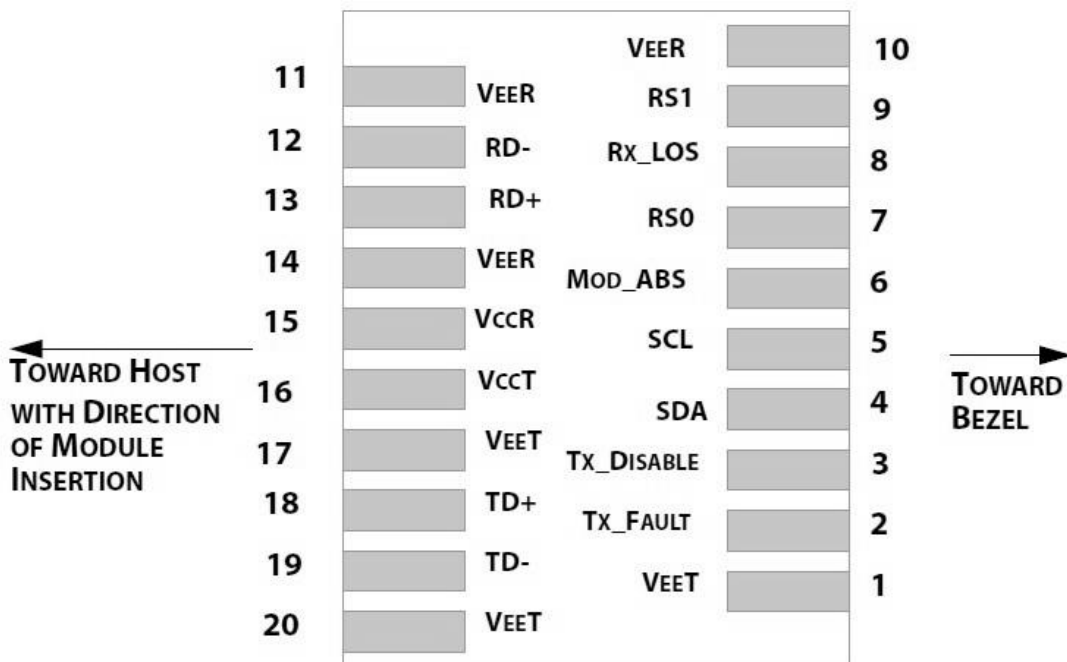 11 VEER
12 RD-
13 RD+
14 VEER
15 VCCR
16 VCCT
17 VEET
18 TD+
19 TD-
20 VEET
VEER 10
RS1 9
RX_LOS 8
RS0 7
MOD_ABS 6
SCL 5
SDA 4
TX_DISABLE 3
TX_FAULT 2
VEET 1
TOWARD HOST
WITH DIRECTION
OF MODULE
INSERTION
TOWARD
BEZEL